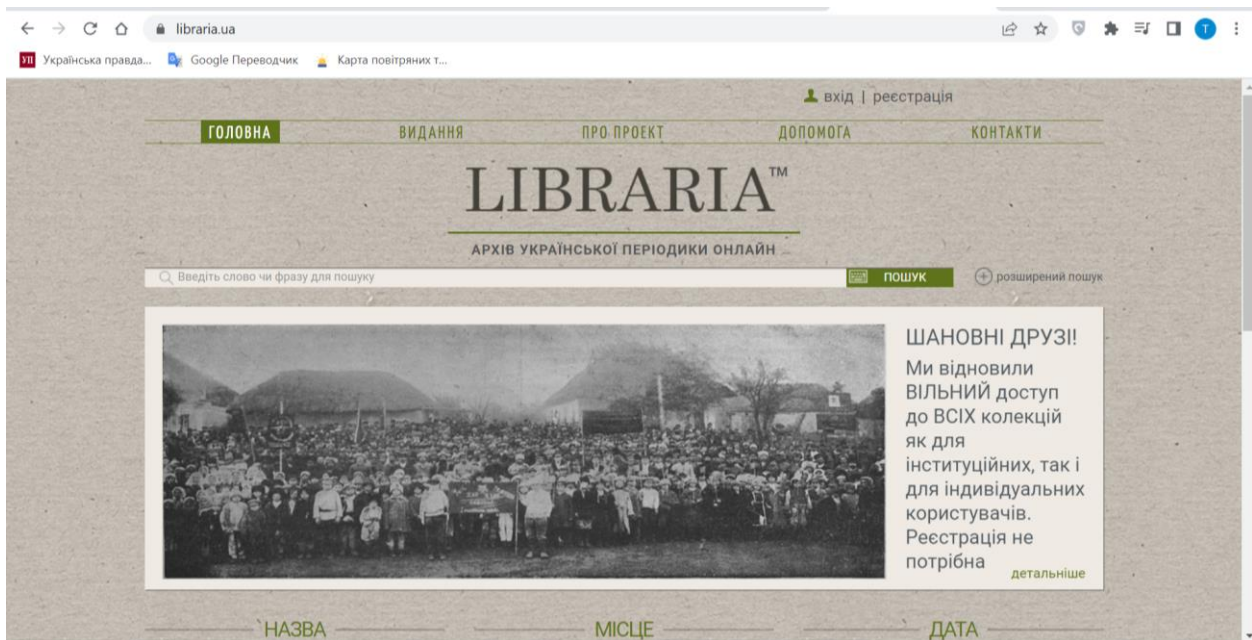 libraria.ua
T
УП Українська правда... Google Переводчик Карта повітряних т...
вхід | реєстрація
ГОЛОВНА ВИДАННЯ ПРО ПРОЕКТ ДОПОМОГА КОНТАКТИ
LIBRARIA™
АРХІВ УКРАЇНСЬКОЇ ПЕРІОДИКИ ОНЛАЙН
Введіть слово чи фразу для пошуку ПОШУК розширений пошук
ШАНОВНІ ДРУЗІ!
Ми відновили
ВІЛЬНИЙ доступ
до ВСІХ колекцій
як для
інституційних, так і
для індивідуальних
користувачів.
Реєстрація не
потрібна
детальніше
НАЗВА МІСЦЕ ДАТА